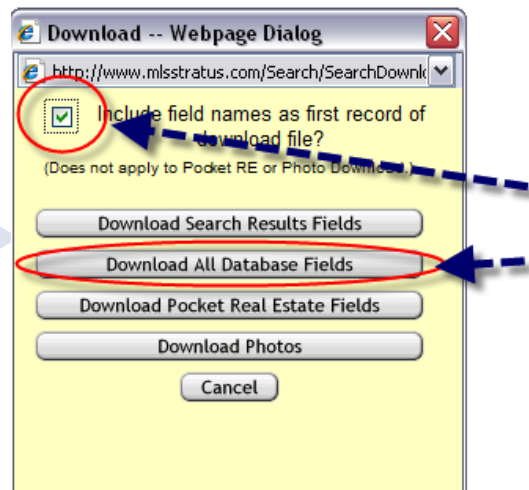 Download -- Webpage Dialog
http://www.mlsstratus.com/Search/SearchDownl
Include field names as first record of
download file?
(Does not apply to Pocket RE or Photo Download.)
Download Search Results Fields
Download All Database Fields
Download Pocket Real Estate Fields
Download Photos
Cancel